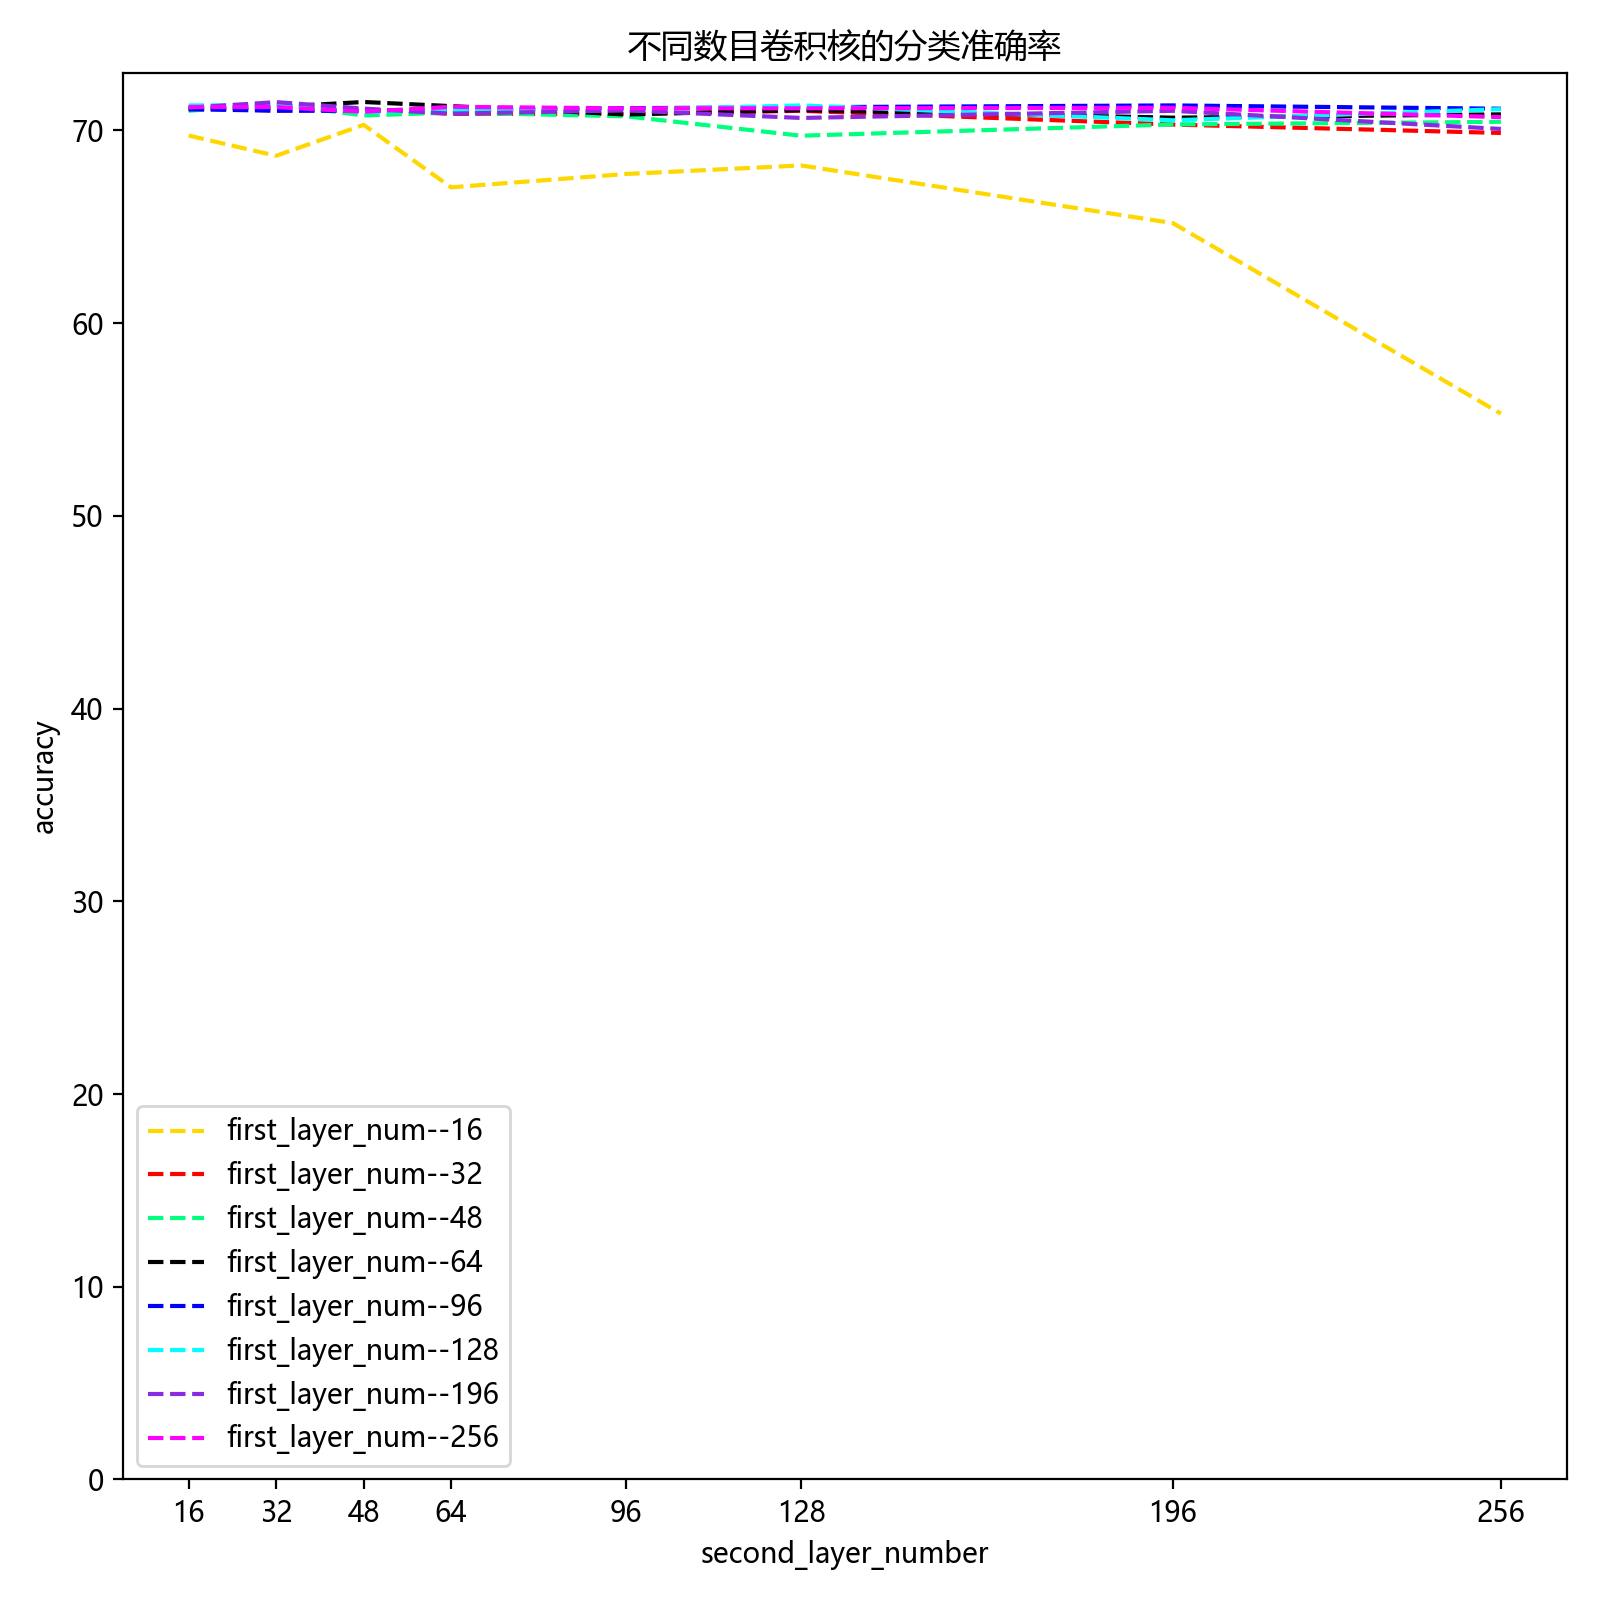 不同数目卷积核的分类准确率
accuracy
70
60
50
40
30
20
10
0
first_layer_num--16
first_layer_num--32
first_layer_num--48
first_layer_num--64
first_layer_num--96
first_layer_num--128
first_layer_num--196
first_layer_num--256
16 32 48 64 96 128 196 256
second_layer_number